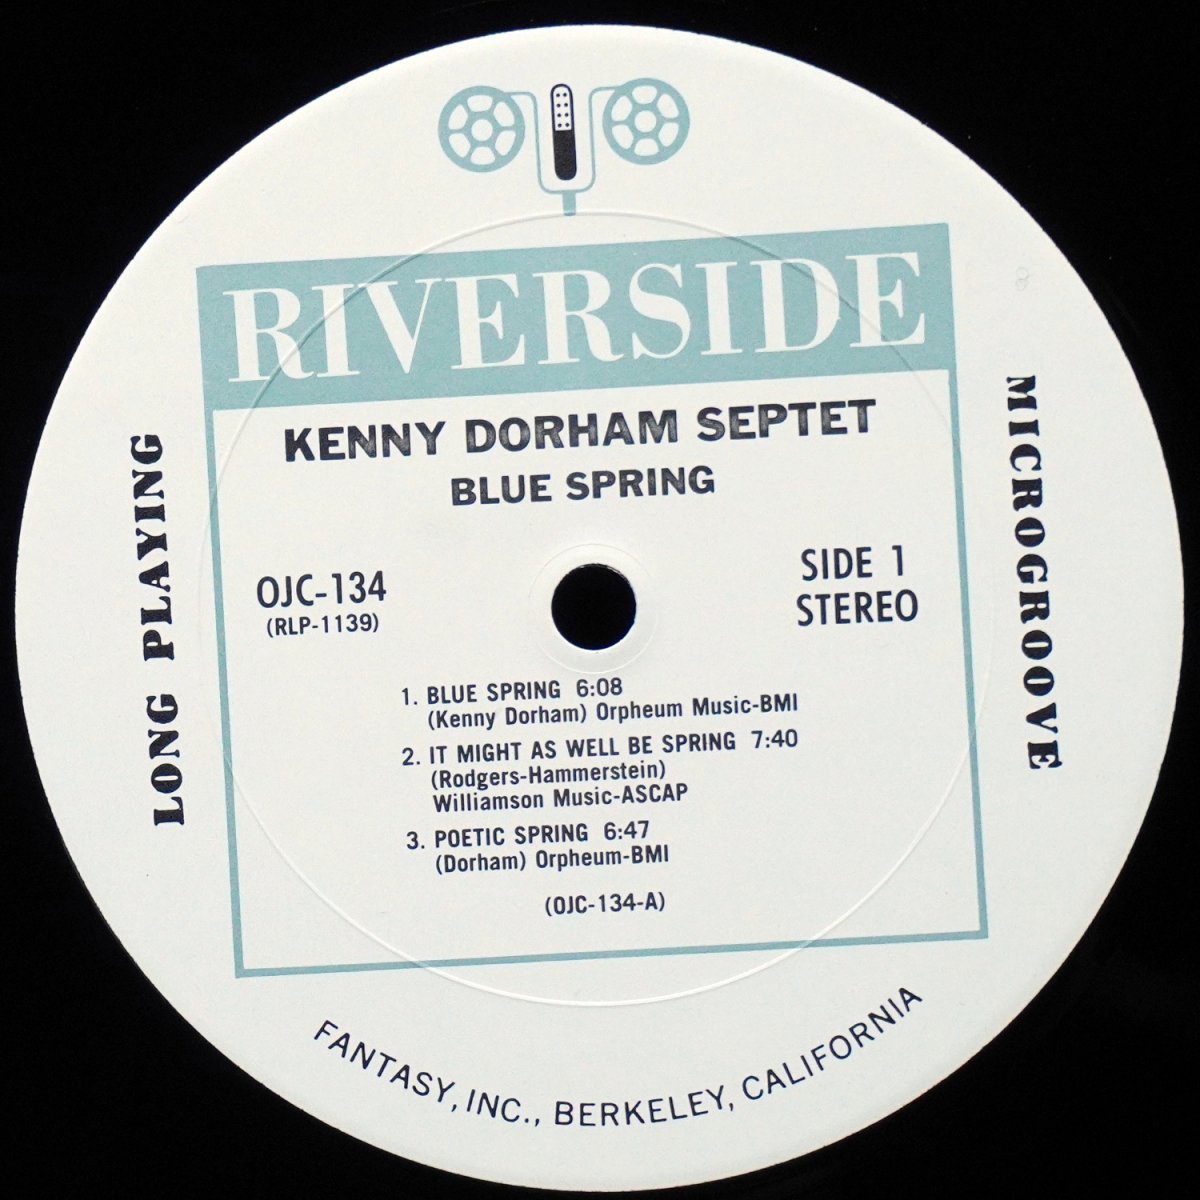 RIVERSIDE
KENNY DORHAM SEPTET
BLUE SPRING
OJC-134
(RLP-1139)
SIDE 1
STEREO
LONG PLAYING
MICROGROOVE
1. BLUE SPRING 6:08
(Kenny Dorham) Orpheum Music-BMI
2. IT MIGHT AS WELL BE SPRING 7:40
(Rodgers-Hammerstein)
Williamson Music-ASCAP
3. POETIC SPRING 6:47
(Dorham) Orpheum-BMI
(OJC-134-A)
FANTASY, INC., BERKELEY, CALIFORNIA